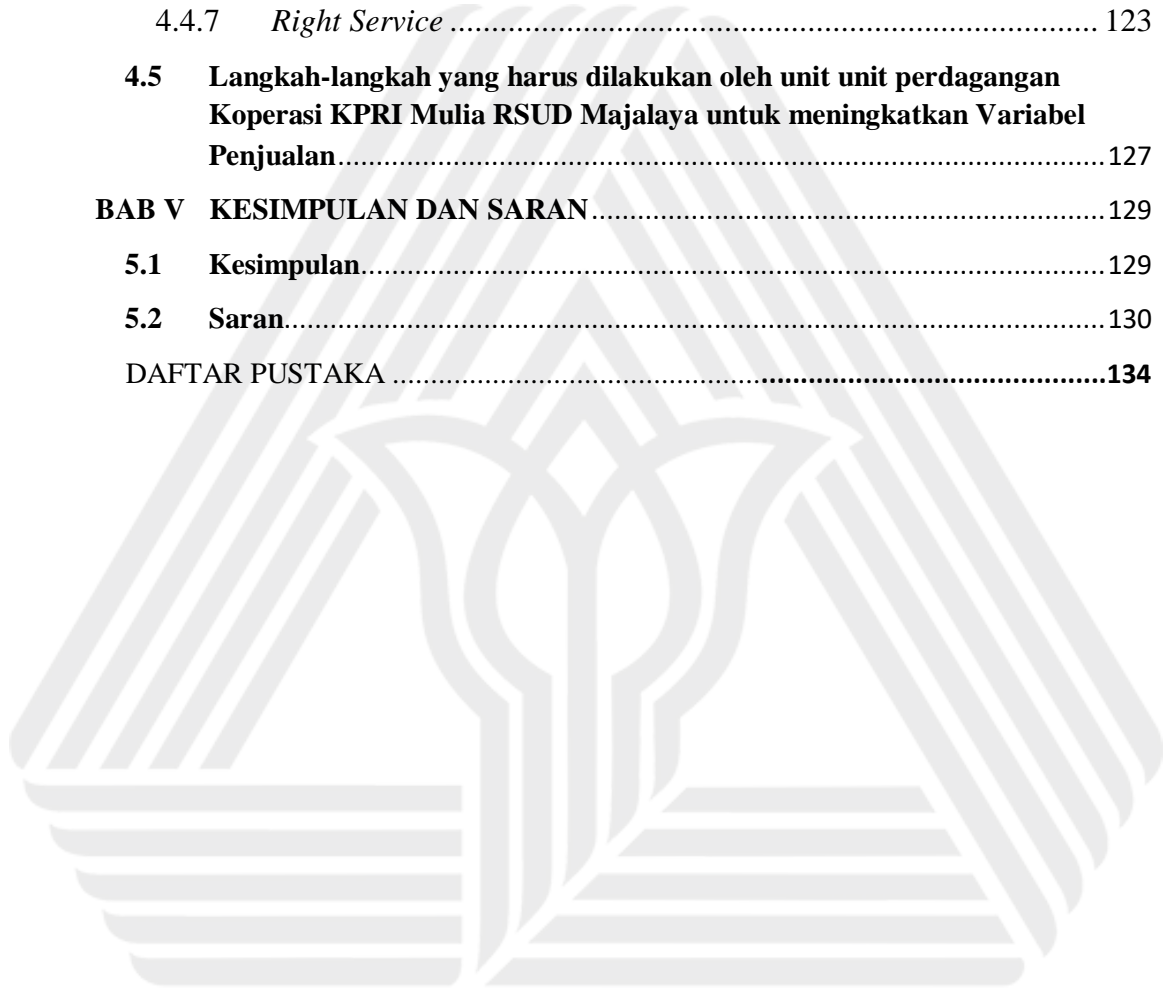 4.4.7 Right Service ................................................................................. 123
4.5 Langkah-langkah yang harus dilakukan oleh unit unit perdagangan
Koperasi KPRI Mulia RSUD Majalaya untuk meningkatkan Variabel
Penjualan ................................................................................................ 127
BAB V KESIMPULAN DAN SARAN ................................................................ 129
5.1 Kesimpulan ............................................................................................. 129
5.2 Saran ....................................................................................................... 130
DAFTAR PUSTAKA ......................................................................................... 134